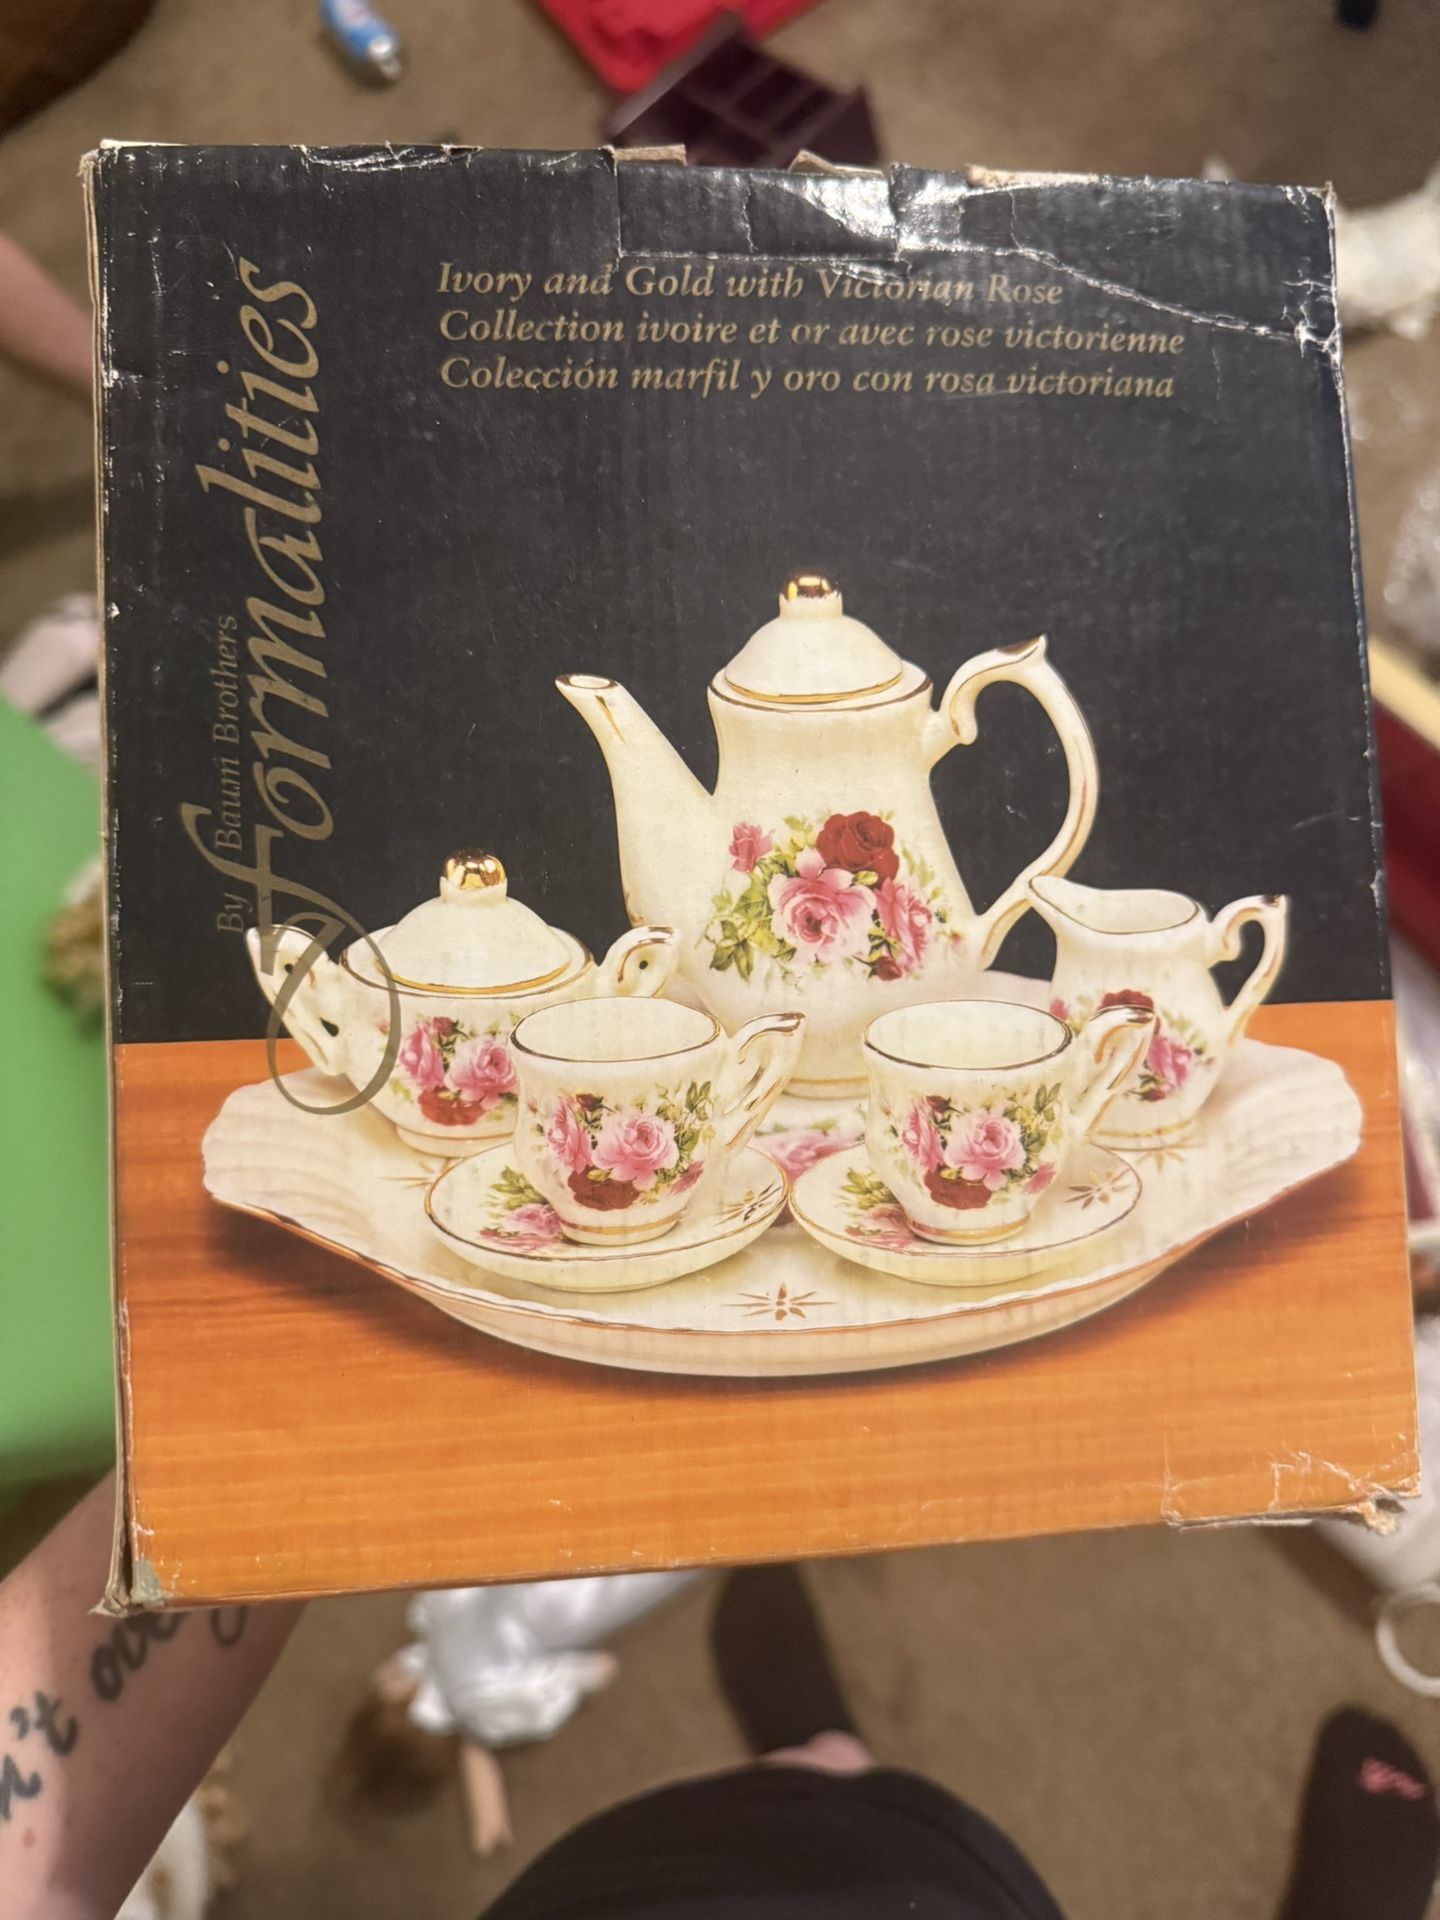 Ivory and Gold with Victorian Rose
Collection ivoire et or avec rose victorienne
Colección marfil y oro con rosa victoriana
By Baum Brothers
Formalities
n't ove